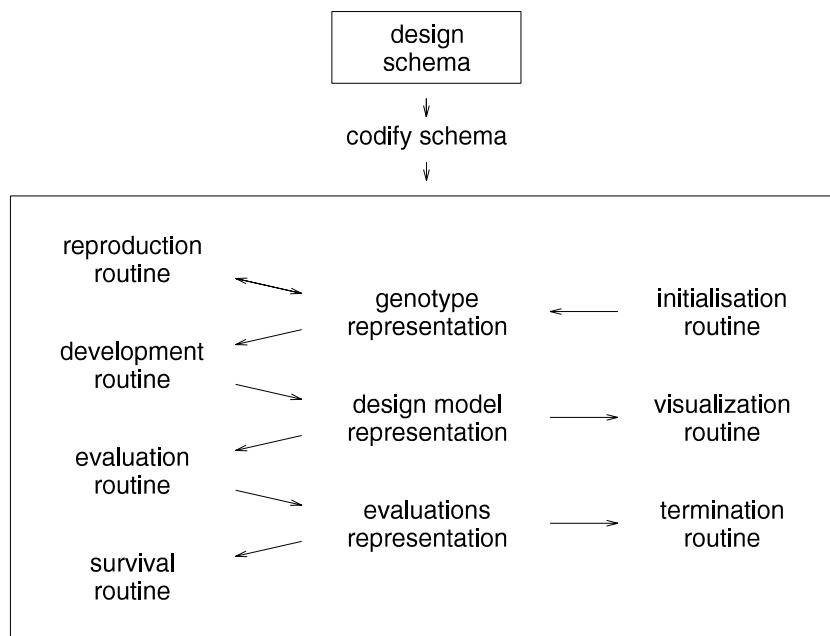 design
schema
codify schema
reproduction
routine
genotype
representation
initialisation
routine
development
routine
design model
representation
visualization
routine
evaluation
routine
evaluations
representation
termination
routine
survival
routine